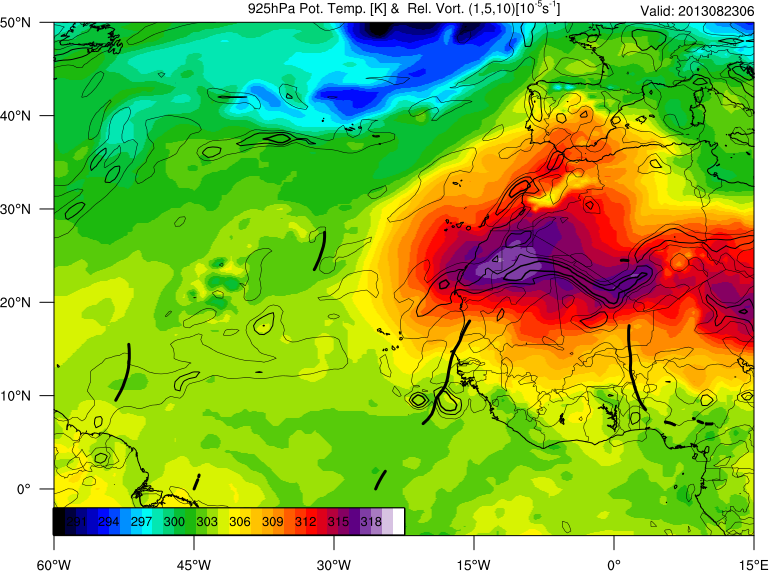 925hPa Pot. Temp. [K] & Rel. Vort. (1,5,10)[10⁻⁵s⁻¹]
Valid: 2013082306
50°N
40°N
30°N
20°N
10°N
0°
294 297 300 303 306 309 312 315 318
60°W 45°W 30°W 15°W 0° 15°E